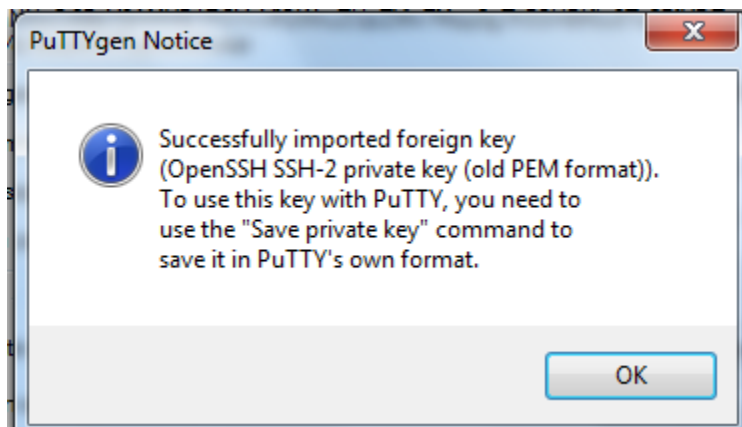 PuTTYgen Notice
Successfully imported foreign key
(OpenSSH SSH-2 private key (old PEM format)).
To use this key with PuTTY, you need to
use the "Save private key" command to
save it in PuTTY's own format.
OK